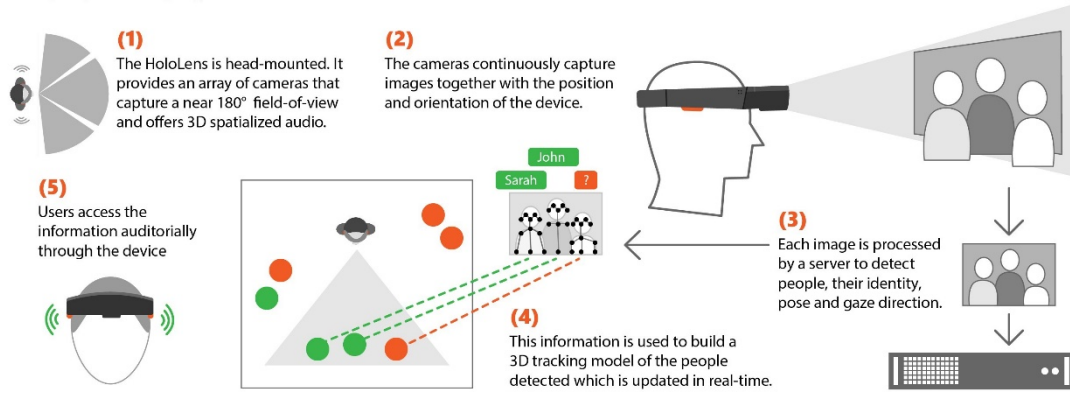 (1)
The HoloLens is head-mounted. It
provides an array of cameras that
capture a near 180° field-of-view
and offers 3D spatialized audio.
(2)
The cameras continuously capture
images together with the position
and orientation of the device.
(3)
Each image is processed
by a server to detect
people, their identity,
pose and gaze direction.
John
Sarah
?
(4)
This information is used to build a
3D tracking model of the people
detected which is updated in real-time.
(5)
Users access the
information auditorially
through the device